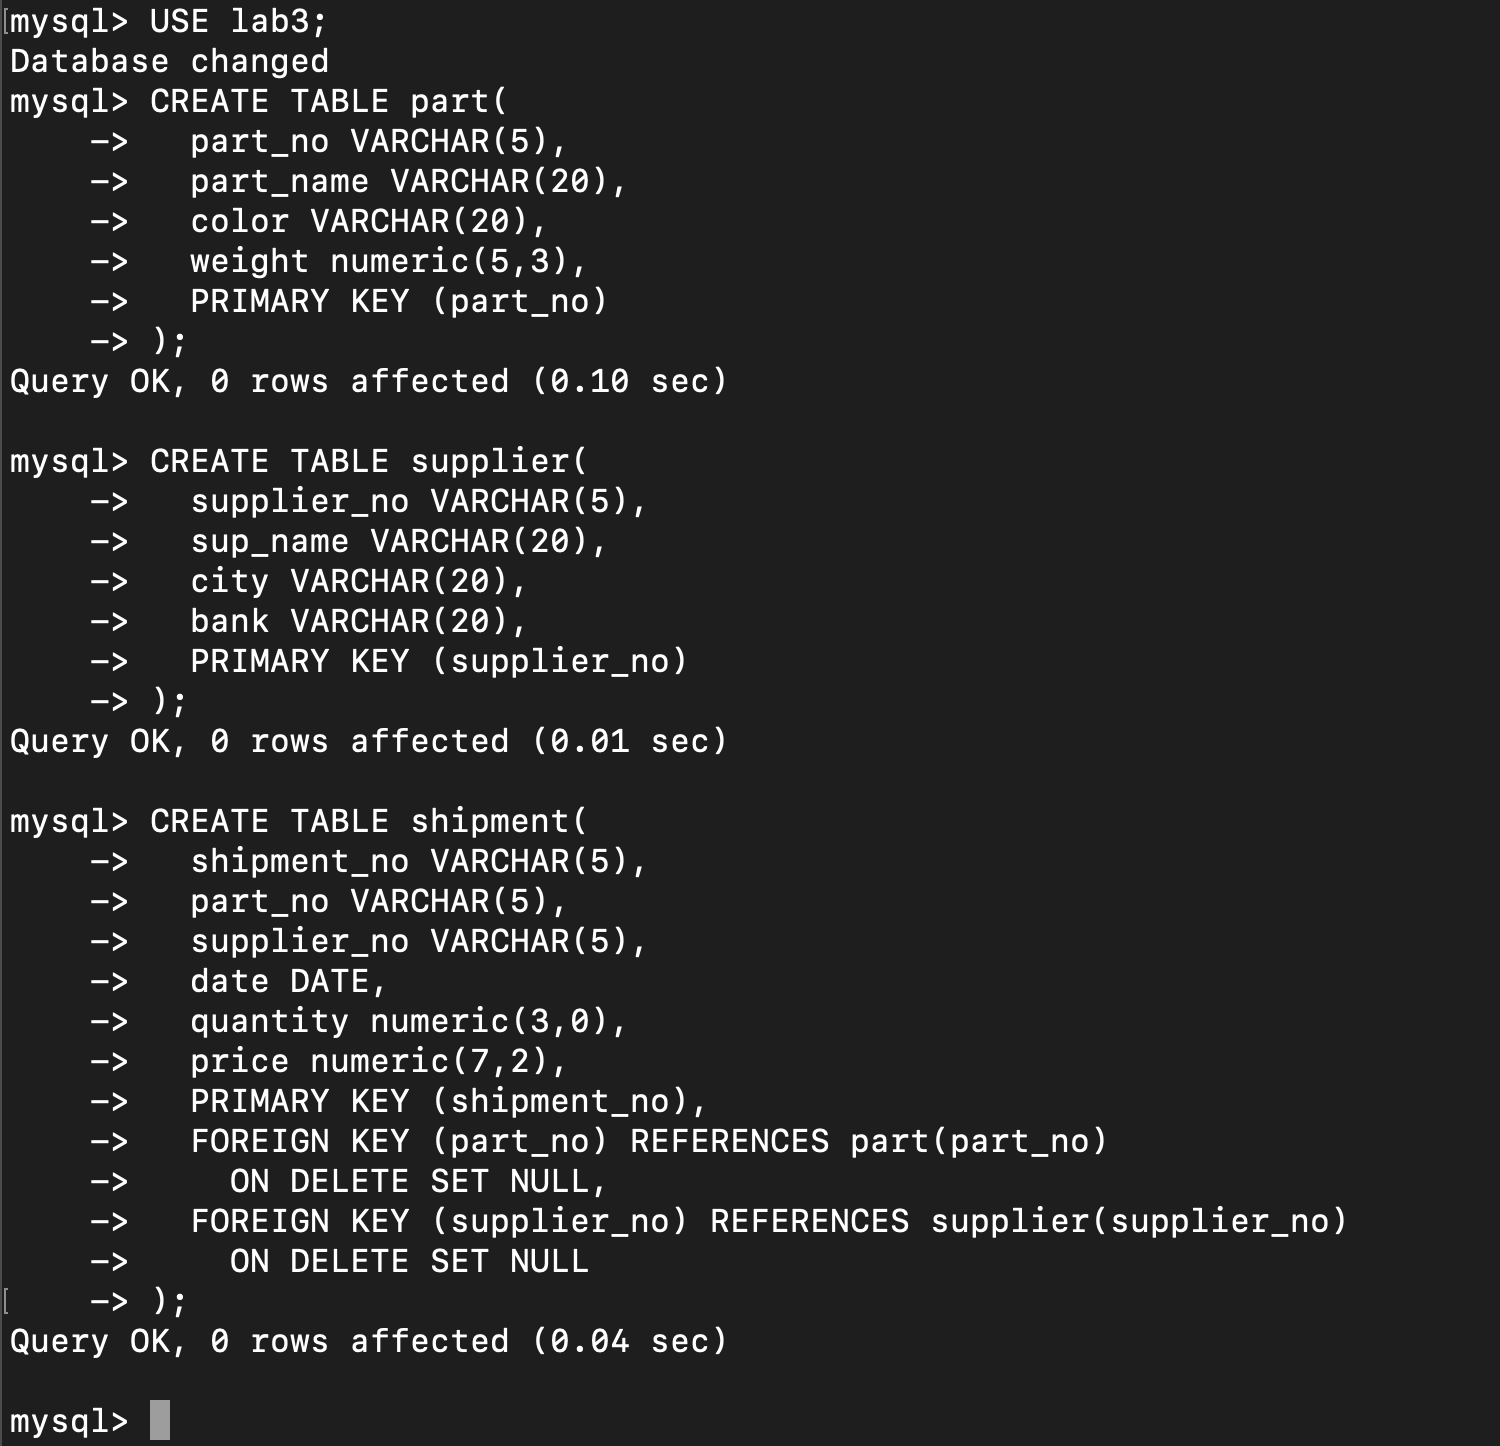 mysql> USE lab3;
Database changed
mysql> CREATE TABLE part(
    ->   part_no VARCHAR(5),
    ->   part_name VARCHAR(20),
    ->   color VARCHAR(20),
    ->   weight numeric(5,3),
    ->   PRIMARY KEY (part_no)
    -> );
Query OK, 0 rows affected (0.10 sec)

mysql> CREATE TABLE supplier(
    ->   supplier_no VARCHAR(5),
    ->   sup_name VARCHAR(20),
    ->   city VARCHAR(20),
    ->   bank VARCHAR(20),
    ->   PRIMARY KEY (supplier_no)
    -> );
Query OK, 0 rows affected (0.01 sec)

mysql> CREATE TABLE shipment(
    ->   shipment_no VARCHAR(5),
    ->   part_no VARCHAR(5),
    ->   supplier_no VARCHAR(5),
    ->   date DATE,
    ->   quantity numeric(3,0),
    ->   price numeric(7,2),
    ->   PRIMARY KEY (shipment_no),
    ->   FOREIGN KEY (part_no) REFERENCES part(part_no)
    ->     ON DELETE SET NULL,
    ->   FOREIGN KEY (supplier_no) REFERENCES supplier(supplier_no)
    ->     ON DELETE SET NULL
    -> );
Query OK, 0 rows affected (0.04 sec)

mysql>